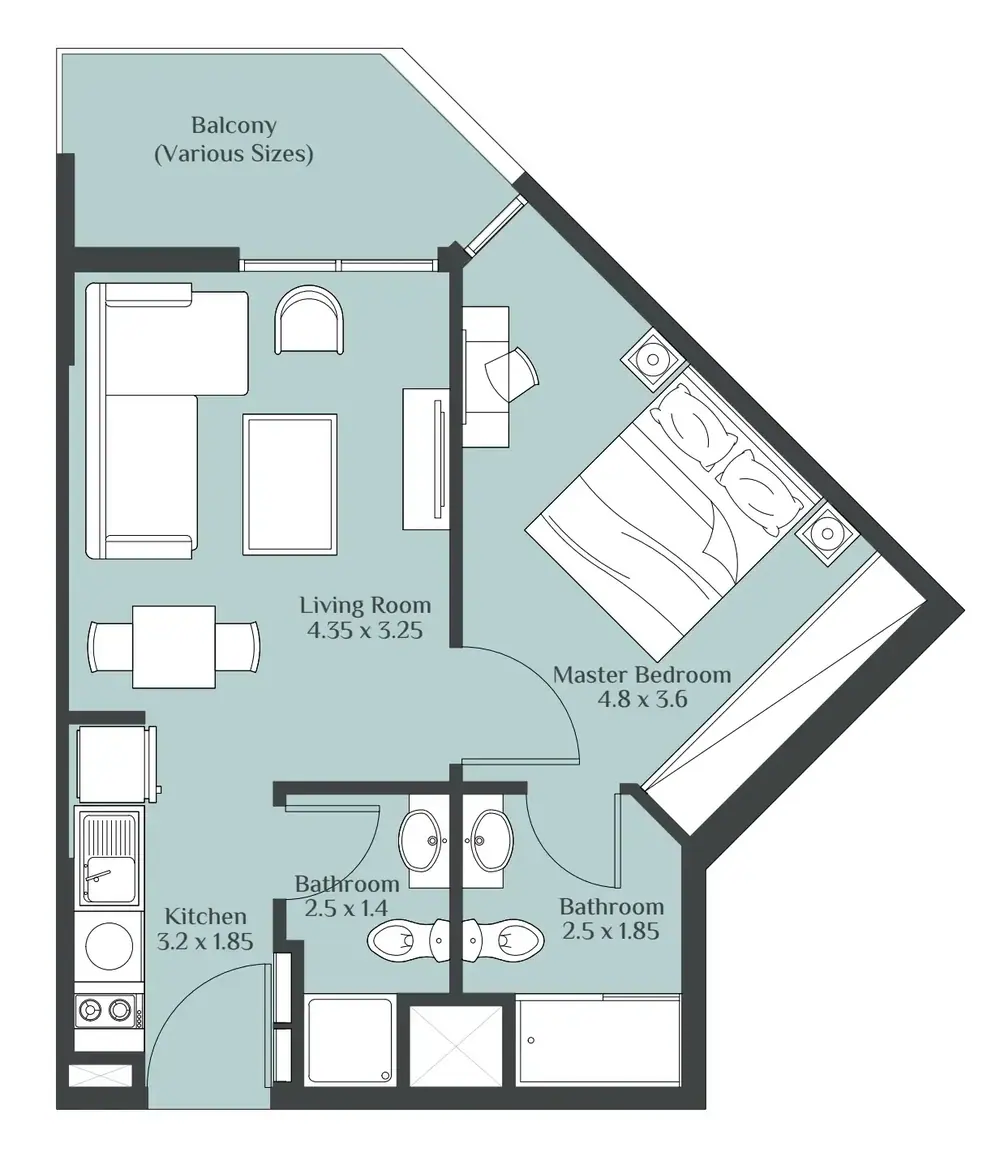 Balcony
(Various Sizes)
Living Room
4.35 x 3.25
Master Bedroom
4.8 x 3.6
Bathroom
2.5 x 1.4
Kitchen
3.2 x 1.85
Bathroom
2.5 x 1.85